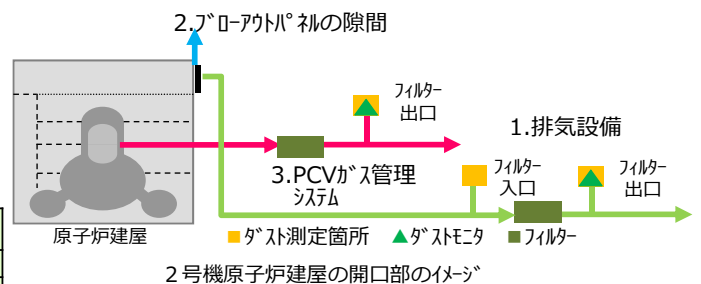 2.ﾌﾞﾛｰｱｳﾄﾊﾟﾈﾙの隙間
ﾌｨﾙﾀｰ
出口
1.排気設備
3.PCVｶﾞｽ管理
ｼｽﾃﾑ
ﾌｨﾙﾀｰ
入口
ﾌｨﾙﾀｰ
出口
原子炉建屋
■ﾀﾞｽﾄ測定箇所 ▲ﾀﾞｽﾄﾓﾆﾀ ■ﾌｨﾙﾀｰ
２号機原子炉建屋の開口部のｲﾒｰｼﾞ